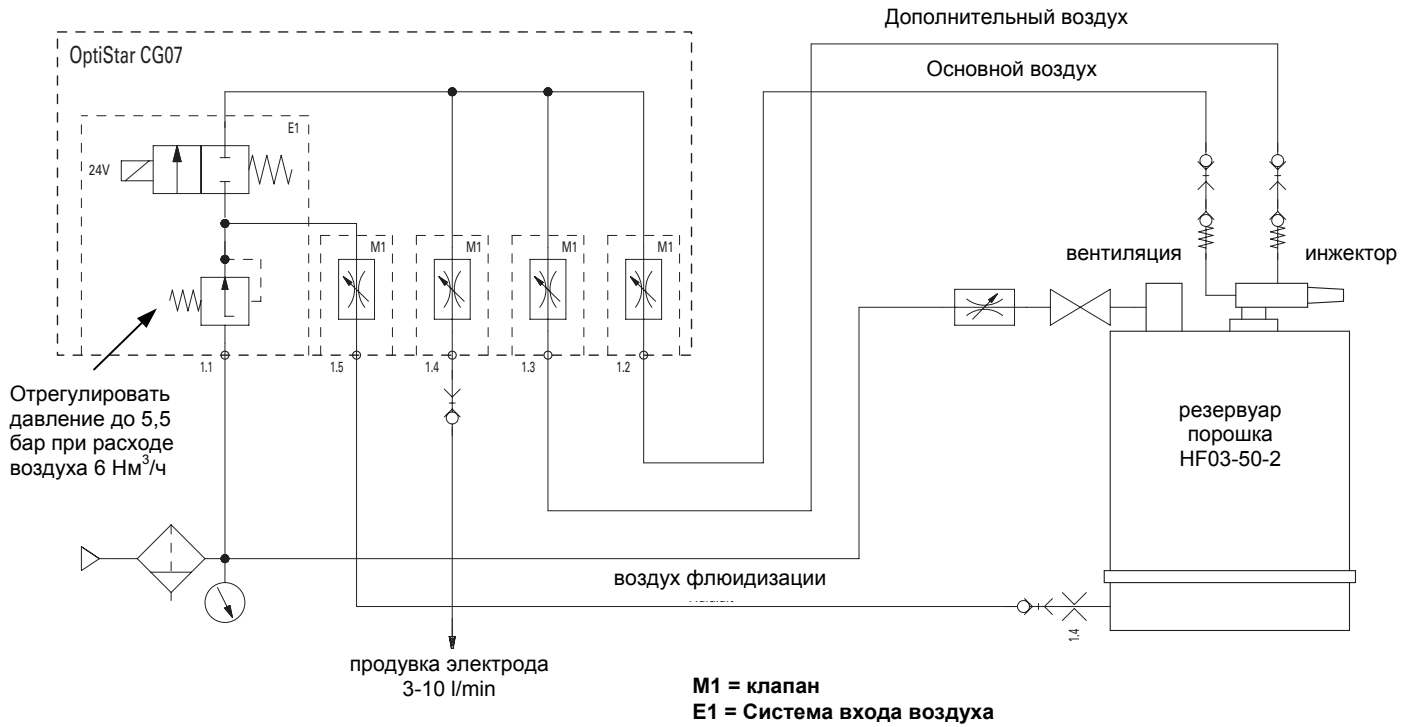 Дополнительный воздух
OptiStar CG07
Основной воздух
E1
24V
M1
M1
M1
M1
вентиляция
инжектор
1.1
1.5
1.4
1.3
1.2
Отрегулировать
давление до 5,5
бар при расходе
воздуха 6 Нм³/ч
резервуар
порошка
HF03-50-2
воздух флюидизации
1.4
продувка электрода
3-10 l/min
M1 = клапан
E1 = Система входа воздуха